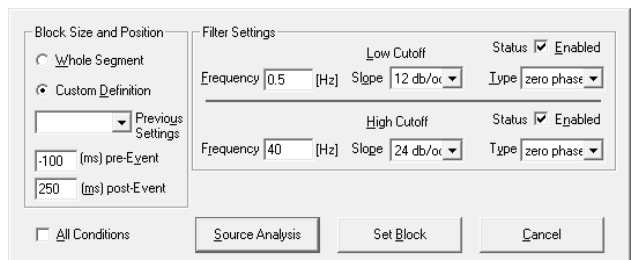 Block Size and Position
Whole Segment
Custom Definition
Previous Settings
-100 (ms) pre-Event
250 (ms) post-Event
All Conditions
Filter Settings
Low Cutoff
Status Enabled
Frequency 0.5 [Hz] Slope 12 db/oc Type zero phase
High Cutoff
Status Enabled
Frequency 40 [Hz] Slope 24 db/oc Type zero phase
Source Analysis
Set Block
Cancel